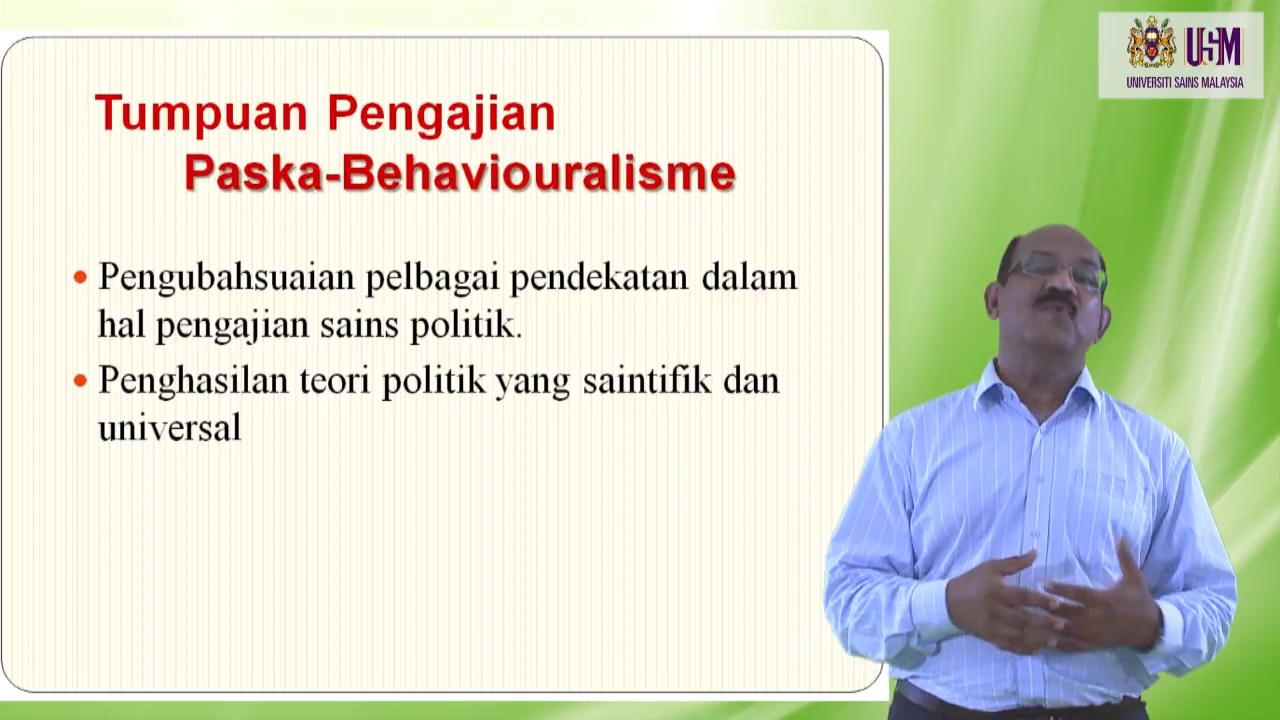 Tumpuan Pengajian
Paska-Behaviouralisme
• Pengubahsuaian pelbagai pendekatan dalam
hal pengajian sains politik.
• Penghasilan teori politik yang saintifik dan
universal
USM
UNIVERSITI SAINS MALAYSIA